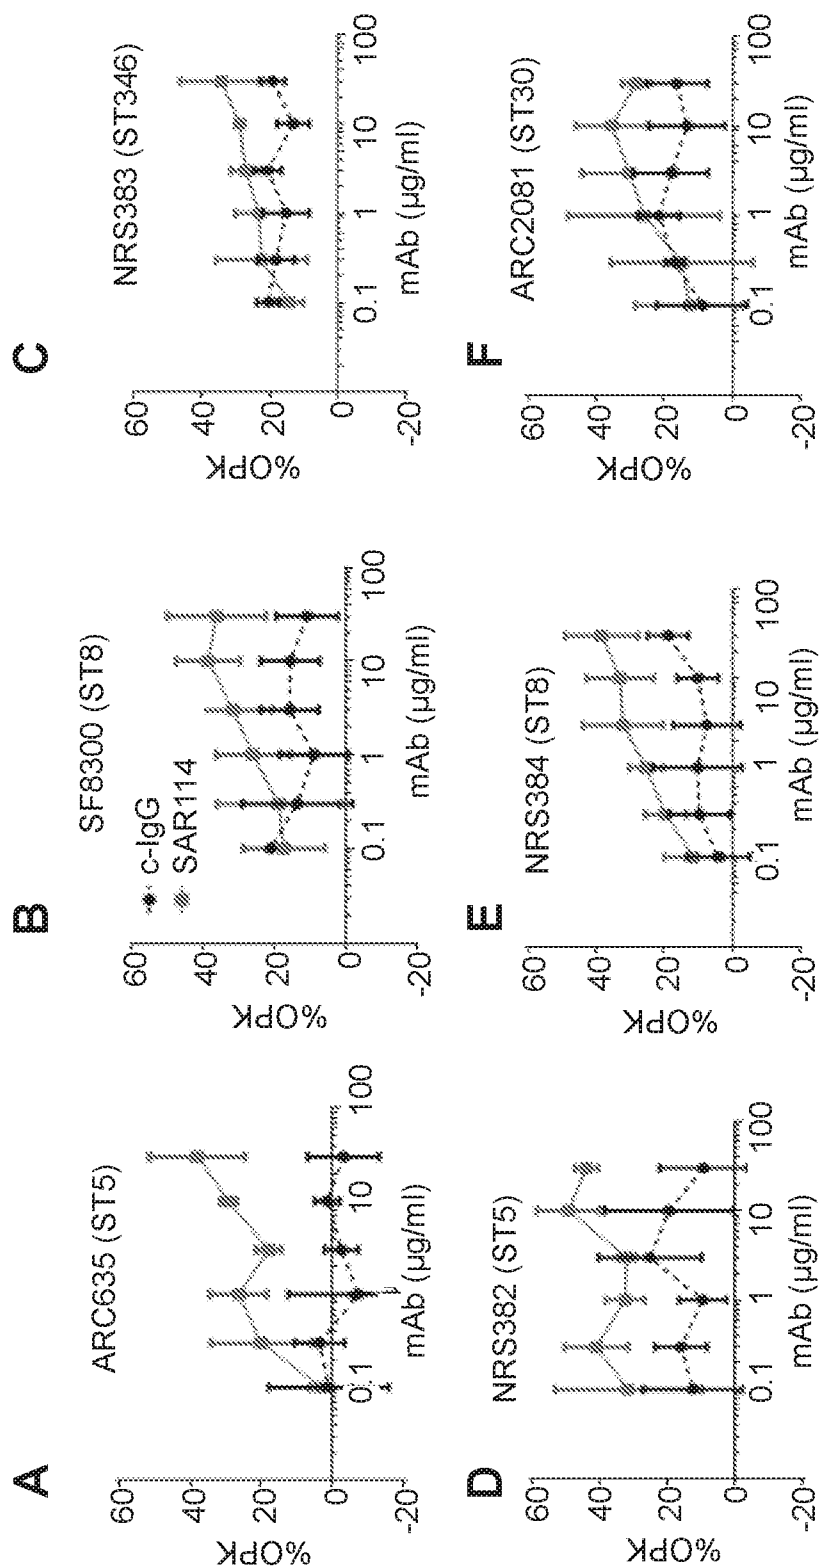 A
ARC635 (ST5)
%OPK
60
40
20
0
-20
0.1
1
10
100
mAb (µg/ml)
B
SF8300 (ST8)
c-IgG
SAR114
%OPK
60
40
20
0
-20
0.1
1
10
100
mAb (µg/ml)
C
NRS383 (ST346)
%OPK
60
40
20
0
-20
0.1
1
10
100
mAb (µg/ml)
D
NRS382 (ST5)
%OPK
60
40
20
0
-20
0.1
1
10
100
mAb (µg/ml)
E
NRS384 (ST8)
%OPK
60
40
20
0
-20
0.1
1
10
100
mAb (µg/ml)
F
ARC2081 (ST30)
%OPK
60
40
20
0
-20
0.1
1
10
100
mAb (µg/ml)